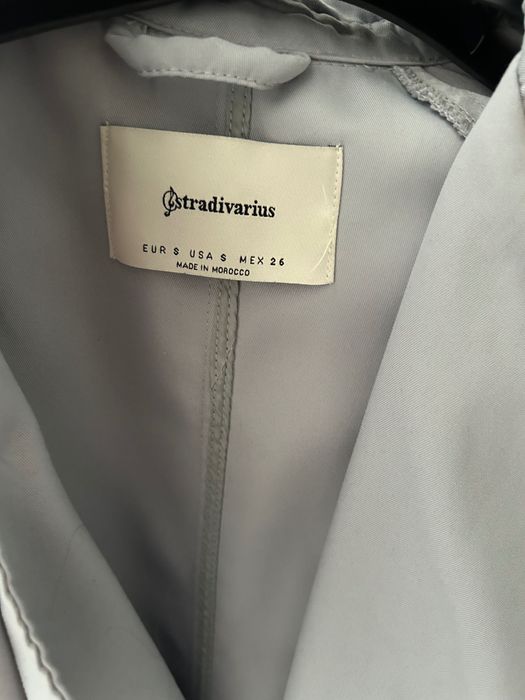 stradivarius
EUR S USA S MEX 26
MADE IN MOROCCO